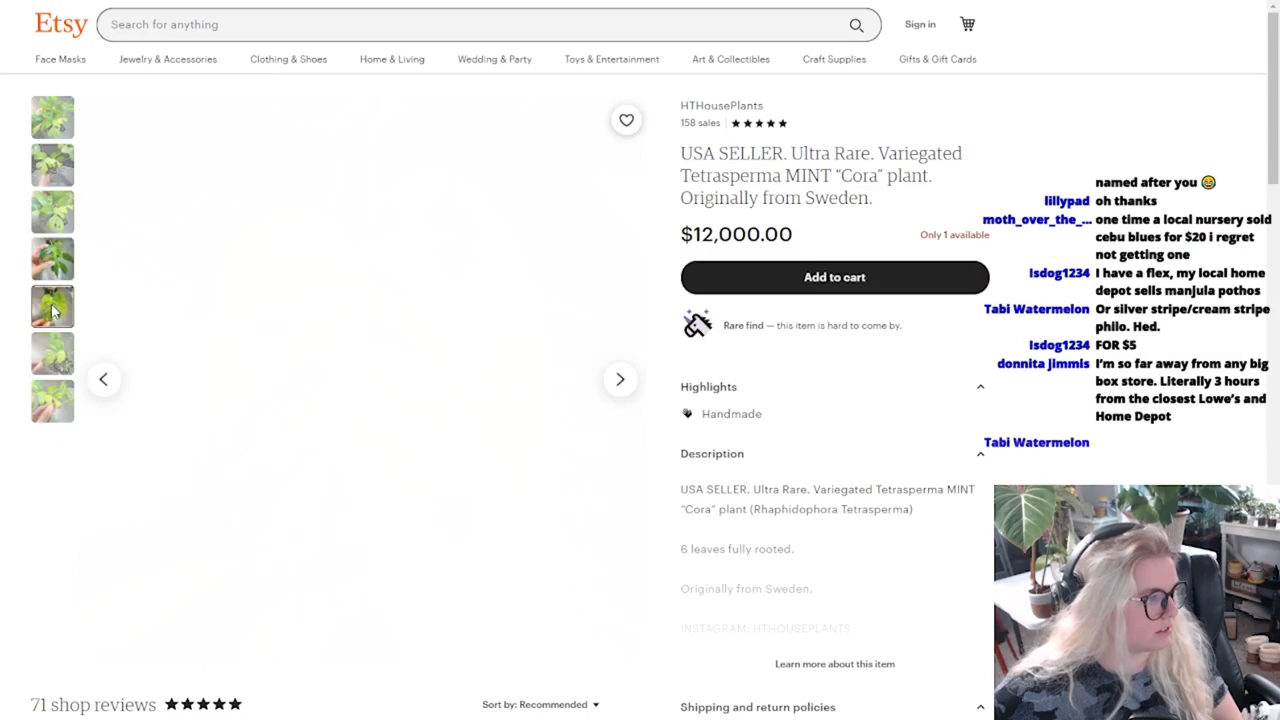 Etsy
Search for anything
Sign in
Face Masks
Jewelry & Accessories
Clothing & Shoes
Home & Living
Wedding & Party
Toys & Entertainment
Art & Collectibles
Craft Supplies
Gifts & Gift Cards
HTHousePlants
158 sales
USA SELLER. Ultra Rare. Variegated
Tetrasperma MINT “Cora” plant.
Originally from Sweden.
$12,000.00
Only 1 available
Add to cart
Rare find — this item is hard to come by.
Highlights
Handmade
Description
USA SELLER. Ultra Rare. Variegated Tetrasperma MINT
“Cora” plant (Rhaphidophora Tetrasperma)
6 leaves fully rooted.
Originally from Sweden.
INSTAGRAM: HTHOUSEPLANTS
Learn more about this item
71 shop reviews
Sort by: Recommended
Shipping and return policies
named after you 😂
lillypad oh thanks
moth_over_the_... one time a local nursery sold
cebu blues for $20 i regret
not getting one
lsdog1234 I have a flex, my local home
depot sells manjula pothos
Tabi Watermelon Or silver stripe/cream stripe
philo. Hed.
lsdog1234 FOR $5
donnita jimmis I’m so far away from any big
box store. Literally 3 hours
from the closest Lowe’s and
Home Depot
Tabi Watermelon